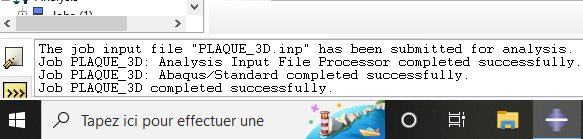 Jobs (1)
The job input file "PLAQUE_3D.inp" has been submitted for analysis.
Job PLAQUE_3D: Analysis Input File Processor completed successfully.
Job PLAQUE_3D: Abaqus/Standard completed successfully.
Job PLAQUE_3D completed successfully.
>>>
Tapez ici pour effectuer une